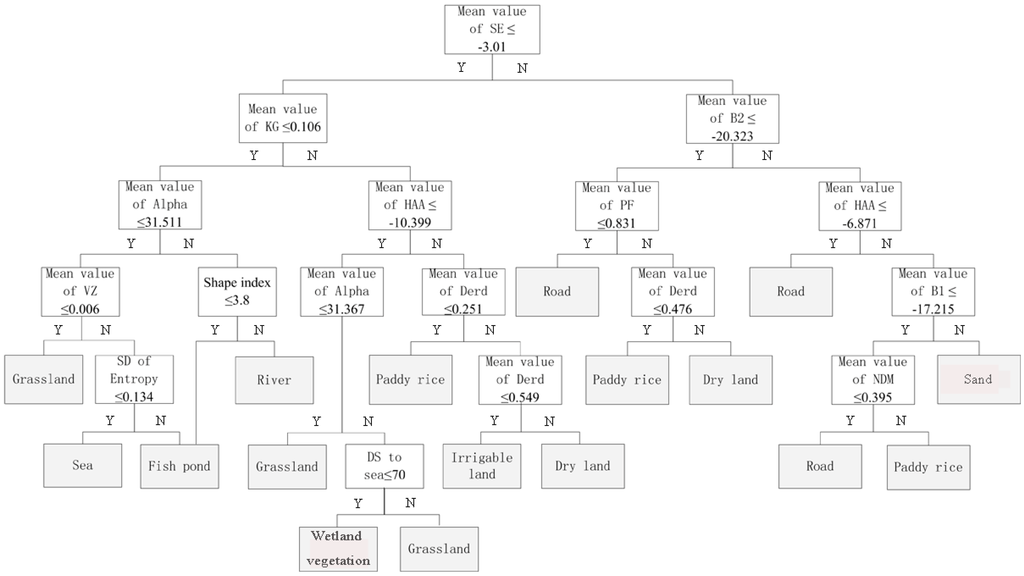 Mean value
of SE≤
-3.01
Y N
Mean value
of KG≤0.106
Mean value
of B2≤
-20.323
Y N
Y N
Mean value
of Alpha
≤31.511
Mean value
of HAA≤
-10.399
Mean value
of PF
≤0.831
Mean value
of HAA≤
-6.871
Y N
Y N
Y N
Y N
Mean value
of VZ
≤0.006
Shape index
≤3.8
Mean value
of Alpha
≤31.367
Mean value
of Derd
≤0.251
Road
Mean value
of Derd
≤0.476
Road
Mean value
of B1≤
-17.215
Y N
Y N
Y N
Y N
Y N
Grassland
SD of
Entropy
≤0.134
River
Paddy rice
Mean value
of Derd
≤0.549
Paddy rice
Dry land
Mean value
of NDM
≤0.395
Sand
Y N
Y N
Y N
Y N
Sea
Fish pond
Grassland
DS to
sea≤70
Irrigable
land
Dry land
Road
Paddy rice
Y N
Wetland
vegetation
Grassland